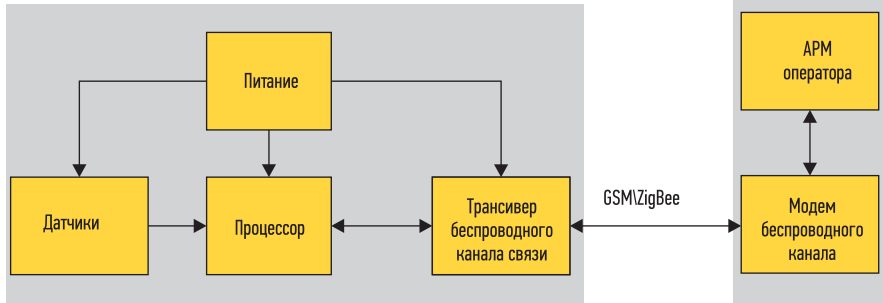 Питание
Датчики
Процессор
Трансивер
беспроводного
канала связи
GSM\ZigBee
АРМ
оператора
Модем
беспроводного
канала